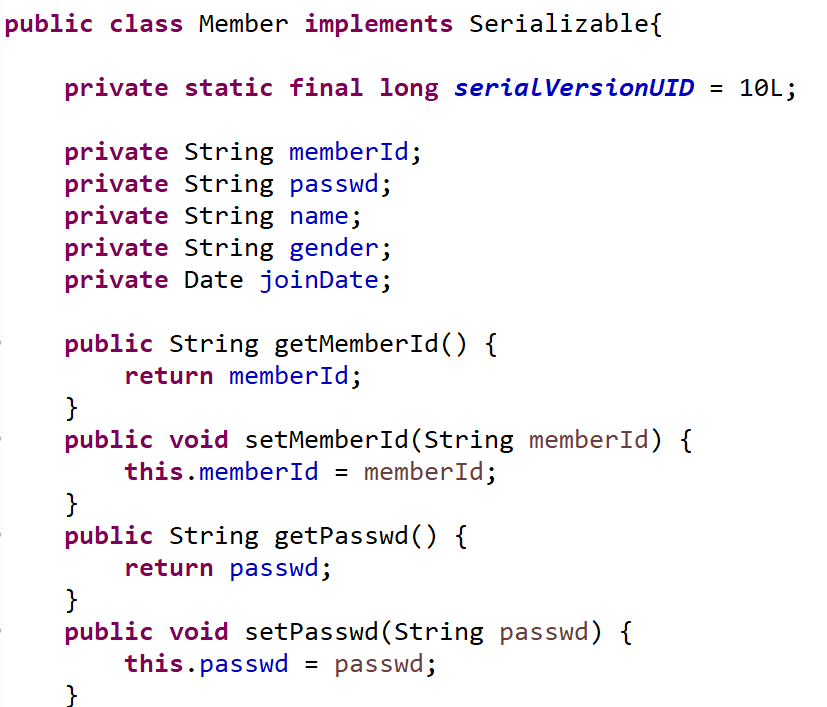 public class Member implements Serializable{
private static final long serialVersionUID = 10L;
private String memberId;
private String passwd;
private String name;
private String gender;
private Date joinDate;
public String getMemberId() {
return memberId;
}
public void setMemberId(String memberId) {
this.memberId = memberId;
}
public String getPasswd() {
return passwd;
}
public void setPasswd(String passwd) {
this.passwd = passwd;
}